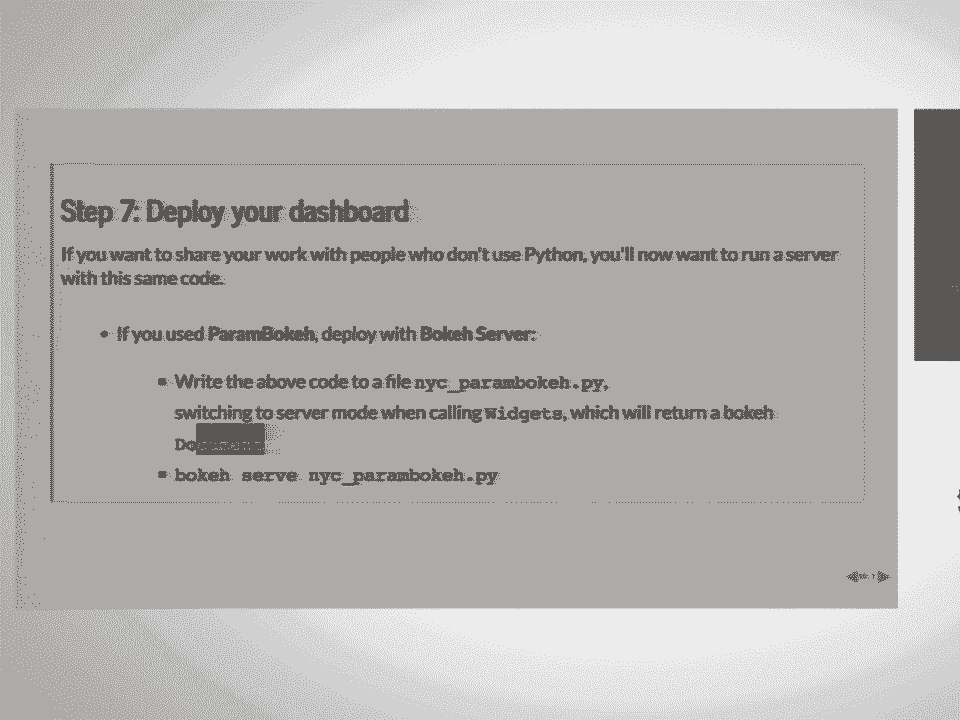 Step 7: Deploy your dashboard
If you want to share your work with people who don't use Python, you'll now want to run a server
with this same code.
• If you used ParamBokeh, deploy with Bokeh Server:
▪ Write the above code to a file nyc_parambokeh.py,
switching to server mode when calling Widgets, which will return a bokeh
▪ bokeh serve nyc_parambokeh.py